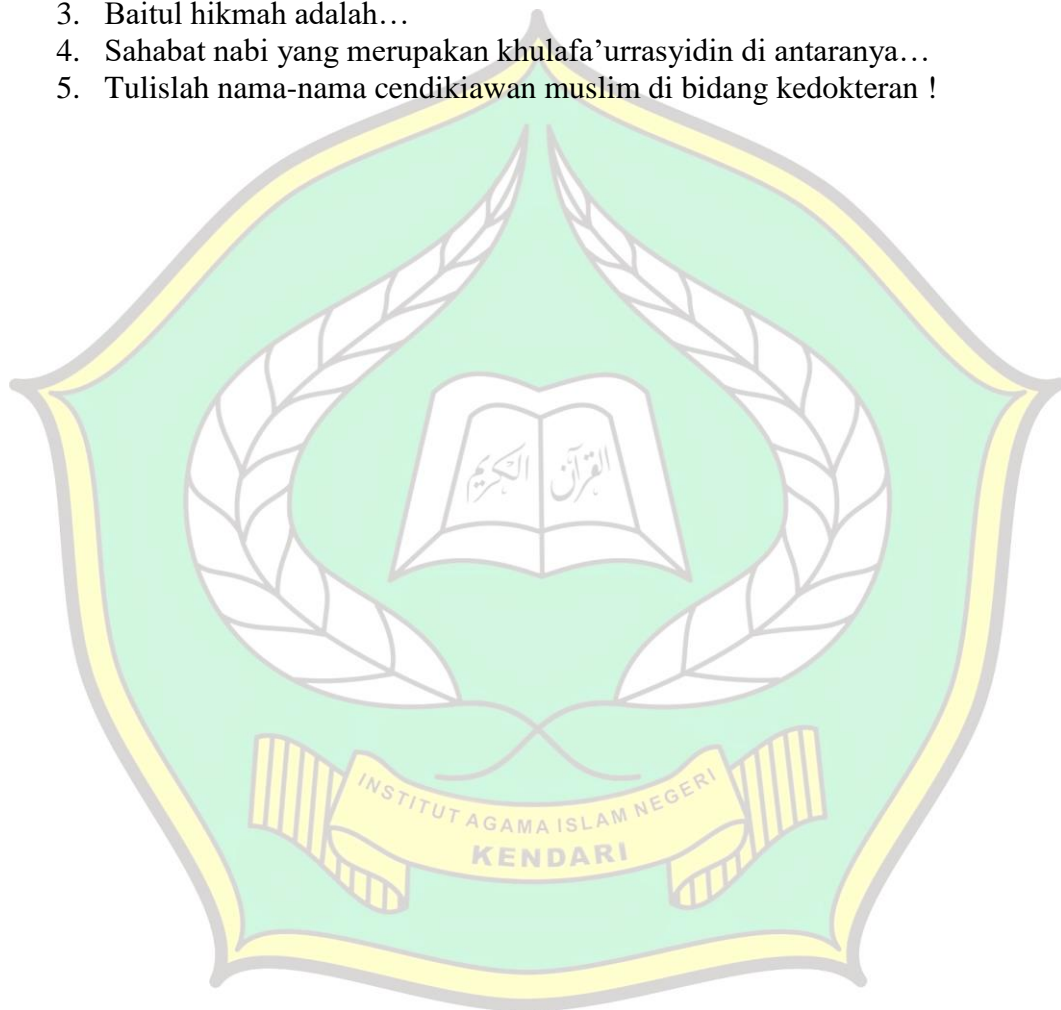 3. Baitul hikmah adalah…
4. Sahabat nabi yang merupakan khulafa’urrasyidin di antaranya…
5. Tulislah nama-nama cendikiawan muslim di bidang kedokteran !
القرآن الكريم
INSTITUT AGAMA ISLAM NEGERI
KENDARI